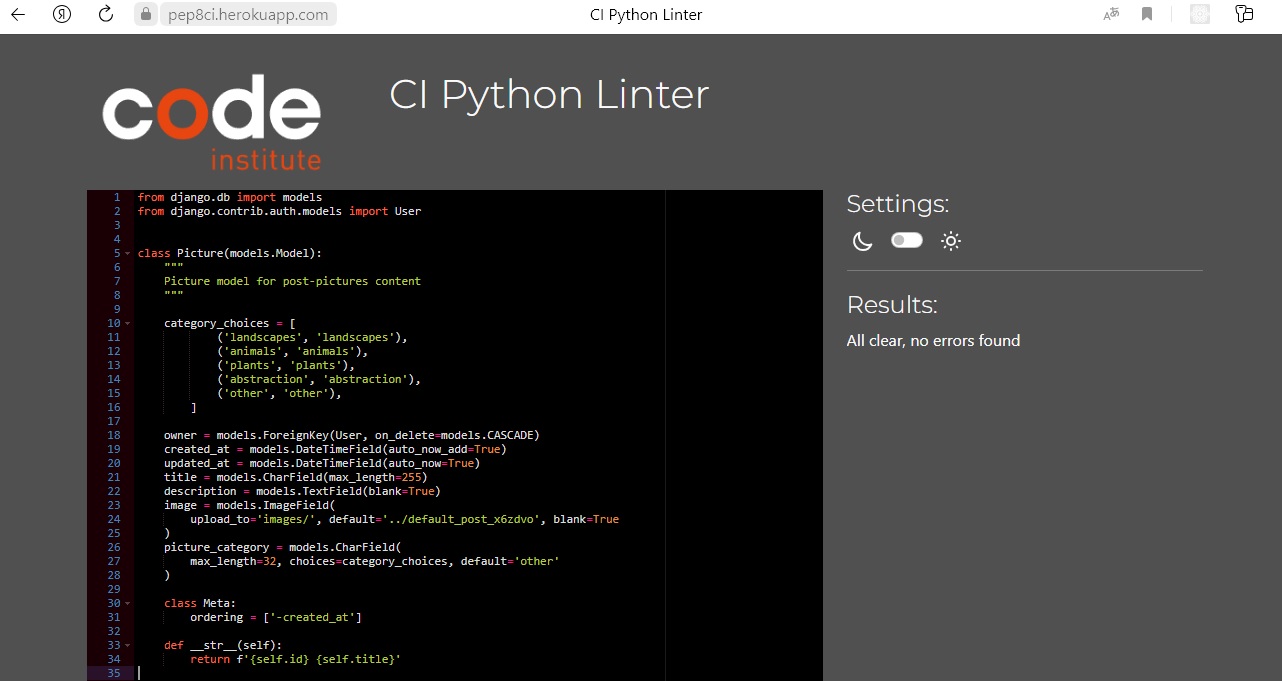 pep8ci.herokuapp.com
CI Python Linter
code
institute
CI Python Linter
1 from django.db import models
2 from django.contrib.auth.models import User
3
4
5 class Picture(models.Model):
6     """
7     Picture model for post-pictures content
8     """
9
10     category_choices = [
11             ('landscapes', 'landscapes'),
12             ('animals', 'animals'),
13             ('plants', 'plants'),
14             ('abstraction', 'abstraction'),
15             ('other', 'other'),
16         ]
17
18     owner = models.ForeignKey(User, on_delete=models.CASCADE)
19     created_at = models.DateTimeField(auto_now_add=True)
20     updated_at = models.DateTimeField(auto_now=True)
21     title = models.CharField(max_length=255)
22     description = models.TextField(blank=True)
23     image = models.ImageField(
24         upload_to='images/', default='../default_post_x6zdvo', blank=True
25     )
26     picture_category = models.CharField(
27         max_length=32, choices=category_choices, default='other'
28     )
29
30     class Meta:
31         ordering = ['-created_at']
32
33     def __str__(self):
34         return f'{self.id} {self.title}'
35
Settings:
Results:
All clear, no errors found